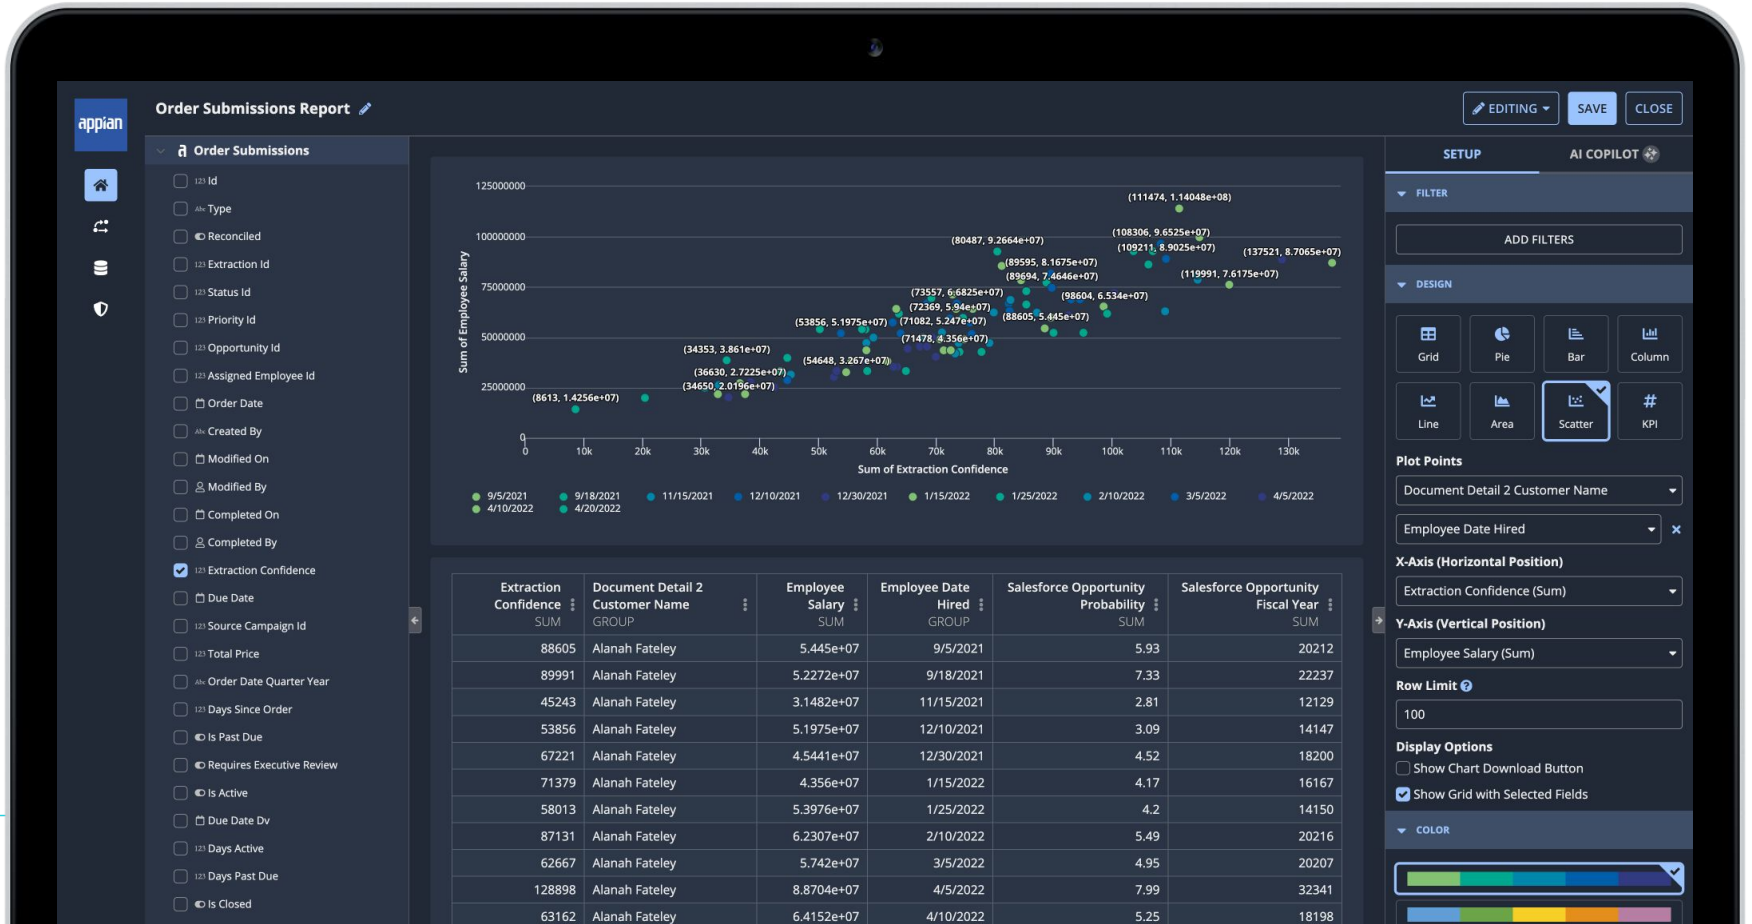 appian
Order Submissions Report
EDITING
SAVE
CLOSE
Order Submissions
123 Id
Abc Type
Reconciled
123 Extraction Id
123 Status Id
123 Priority Id
123 Opportunity Id
123 Assigned Employee Id
Order Date
Abc Created By
Modified On
Modified By
Completed On
Completed By
123 Extraction Confidence
Due Date
123 Source Campaign Id
123 Total Price
Abc Order Date Quarter Year
123 Days Since Order
Is Past Due
Requires Executive Review
Is Active
Due Date Dv
123 Days Active
123 Days Past Due
Is Closed
Sum of Employee Salary
125000000
100000000
75000000
50000000
25000000
0
(111474, 1.14048e+08)
(108306, 9.6525e+07)
(80487, 9.2664e+07)
(109211, 8.9025e+07)
(137521, 8.7065e+07)
(89595, 8.1675e+07)
(89694, 7.4646e+07)
(119991, 7.6175e+07)
(73557, 6.6825e+07)
(98604, 6.534e+07)
(72369, 5.94e+07)
(88605, 5.445e+07)
(53856, 5.1975e+07)
(71082, 5.247e+07)
(71478, 4.356e+07)
(34353, 3.861e+07)
(54648, 3.267e+07)
(36630, 2.7225e+07)
(34650, 2.0196e+07)
(8613, 1.4256e+07)
0 10k 20k 30k 40k 50k 60k 70k 80k 90k 100k 110k 120k 130k
Sum of Extraction Confidence
9/5/2021 9/18/2021 11/15/2021 12/10/2021 12/30/2021 1/15/2022 1/25/2022 2/10/2022 3/5/2022 4/5/2022
4/10/2022 4/20/2022
Extraction Confidence SUM Document Detail 2 Customer Name GROUP Employee Salary SUM Employee Date Hired GROUP Salesforce Opportunity Probability SUM Salesforce Opportunity Fiscal Year SUM
88605 Alanah Fateley 5.445e+07 9/5/2021 5.93 20212
89991 Alanah Fateley 5.2272e+07 9/18/2021 7.33 22237
45243 Alanah Fateley 3.1482e+07 11/15/2021 2.81 12129
53856 Alanah Fateley 5.1975e+07 12/10/2021 3.09 14147
67221 Alanah Fateley 4.5441e+07 12/30/2021 4.52 18200
71379 Alanah Fateley 4.356e+07 1/15/2022 4.17 16167
58013 Alanah Fateley 5.3976e+07 1/25/2022 4.2 14150
87131 Alanah Fateley 6.2307e+07 2/10/2022 5.49 20216
62667 Alanah Fateley 5.742e+07 3/5/2022 4.95 20207
128898 Alanah Fateley 8.8704e+07 4/5/2022 7.99 32341
63162 Alanah Fateley 6.4152e+07 4/10/2022 5.25 18198
SETUP
AI COPILOT
FILTER
ADD FILTERS
DESIGN
Grid Pie Bar Column
Line Area Scatter KPI
Plot Points
Document Detail 2 Customer Name
Employee Date Hired
X-Axis (Horizontal Position)
Extraction Confidence (Sum)
Y-Axis (Vertical Position)
Employee Salary (Sum)
Row Limit
100
Display Options
Show Chart Download Button
Show Grid with Selected Fields
COLOR